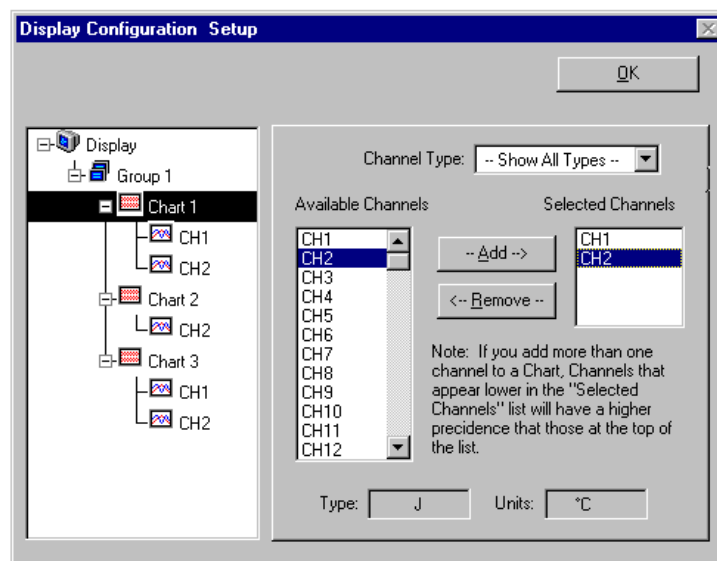 Display Configuration Setup
OK
Display
Group 1
Chart 1
CH1
CH2
Chart 2
CH2
Chart 3
CH1
CH2
Channel Type: -- Show All Types --
Available Channels
CH1
CH2
CH3
CH4
CH5
CH6
CH7
CH8
CH9
CH10
CH11
CH12
-- Add -->
<-- Remove --
Selected Channels
CH1
CH2
Note: If you add more than one
channel to a Chart, Channels that
appear lower in the "Selected
Channels" list will have a higher
precidence that those at the top of
the list.
Type: J
Units: °C